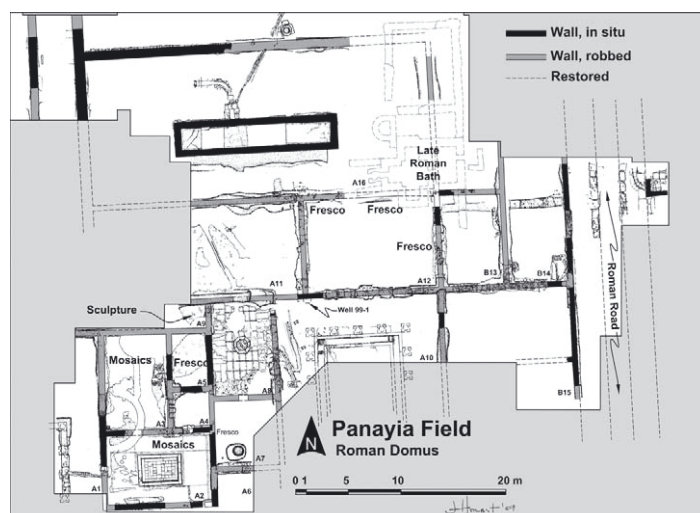 Wall, in situ
Wall, robbed
Restored
Late
Roman
Bath
A16
Fresco
Fresco
Fresco
A11
A12
B13
B14
Roman Road
Sculpture
Well 99-1
A9
Mosaics
Fresco
A5
A8
A10
B15
A3
A4
Fresco
Mosaics
A7
A1
A2
A6
N
Panayia Field
Roman Domus
0 1 5 10 20 m